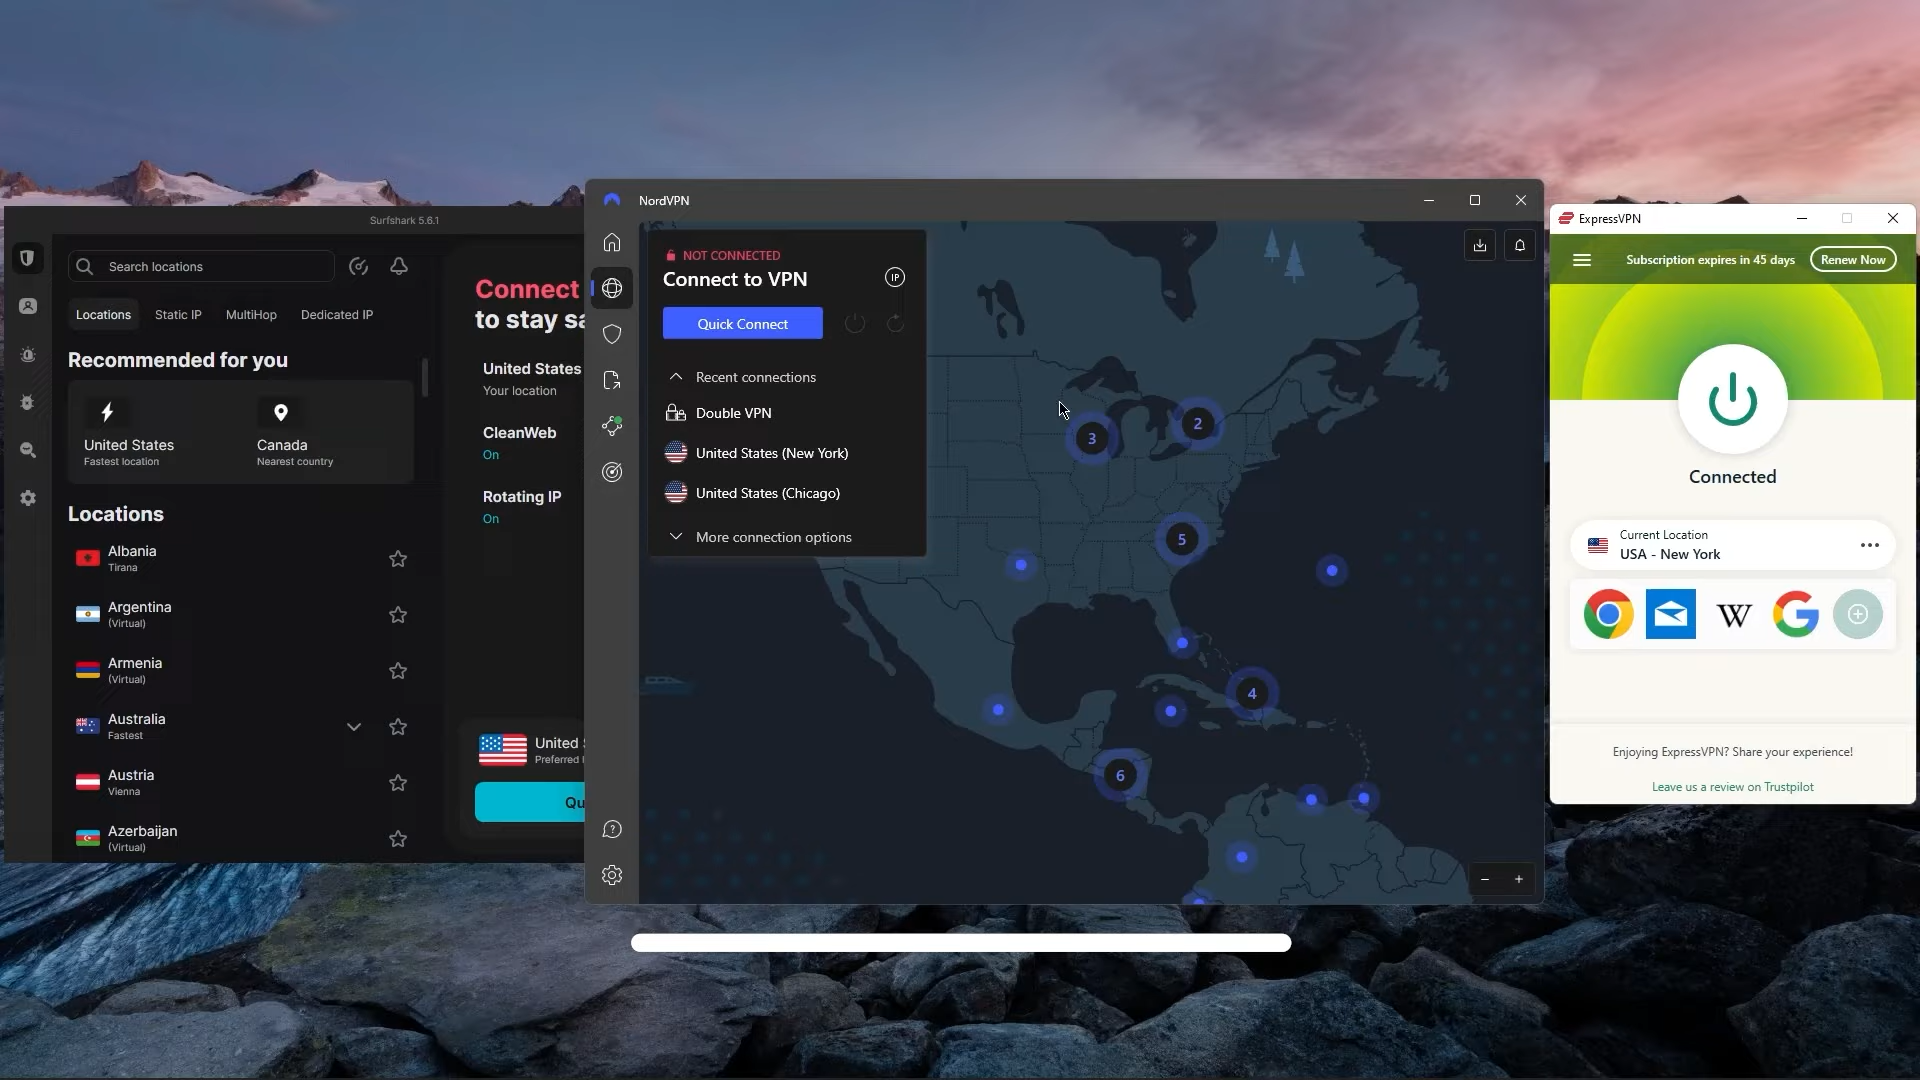 Surfshark 5.6.1
Search locations
Locations
Static IP
MultiHop
Dedicated IP
Recommended for you
United States
Fastest location
Canada
Nearest country
Locations
Albania
Tirana
Argentina
(Virtual)
Armenia
(Virtual)
Australia
Fastest
Austria
Vienna
Azerbaijan
(Virtual)
Connect
to stay sa
United States
Your location
CleanWeb
On
Rotating IP
On
United S
Preferred l
Qu
NordVPN
NOT CONNECTED
Connect to VPN
IP
Quick Connect
Recent connections
Double VPN
United States (New York)
United States (Chicago)
More connection options
3
2
5
4
6
ExpressVPN
Subscription expires in 45 days
Renew Now
Connected
Current Location
USA - New York
W
G
Enjoying ExpressVPN? Share your experience!
Leave us a review on Trustpilot